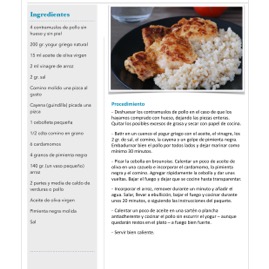 Ingredientes
4 contramuslos de pollo sin
hueso y sin piel
200 gr. yogur griego natural
15 ml aceite de oliva virgen
2 ml vinagre de arroz
2 gr. sal
Comino molido una pizca al
gusto
Cayena (guindilla) picada una
pizca
1 cebolleta pequeña
1/2 cdta comino en grano
6 cardamomos
4 granos de pimienta negra
140 gr. (un vaso pequeño)
arroz
2 partes y media de caldo de
verduras o pollo
Aceite de oliva virgen
Pimienta negra molida
Sal
Procedimiento
- Deshuesar los contramuslos de pollo en el caso de que los
hayamos comprado con hueso, dejando las piezas enteras.
Quitar los posibles excesos de grasa y secar con papel de cocina.
- Batir en un cuenco el yogur griego con el aceite, el vinagre, los
2 gr. de sal, el comino, la cayena y un golpe de pimienta negra.
Embadurnar bien el pollo por todos lados y dejar marinar como
mínimo 30 minutos.
- Picar la cebolleta en brunoise. Calentar un poco de aceite de
oliva en una cazuela e incorporar el cardamomo, la pimienta
negra y el comino. Agregar rápidamente la cebolla y dar unas
vueltas. Bajar el fuego a dejar que se cocine hasta transparentar.
- Incorporar el arroz, remover durante un minuto y añadir el
agua. Salar, llevar a ebullición, bajar el fuego y cocinar durante
unos 20 minutos, o siguiendo las instrucciones del paquete.
- Calentar un poco de aceite en una sartén o plancha
antiadherente y cocinar el pollo sin escurrir el yogurt – aunque
quedarán restos en el plato – a fuego bien fuerte.
- Servir bien caliente